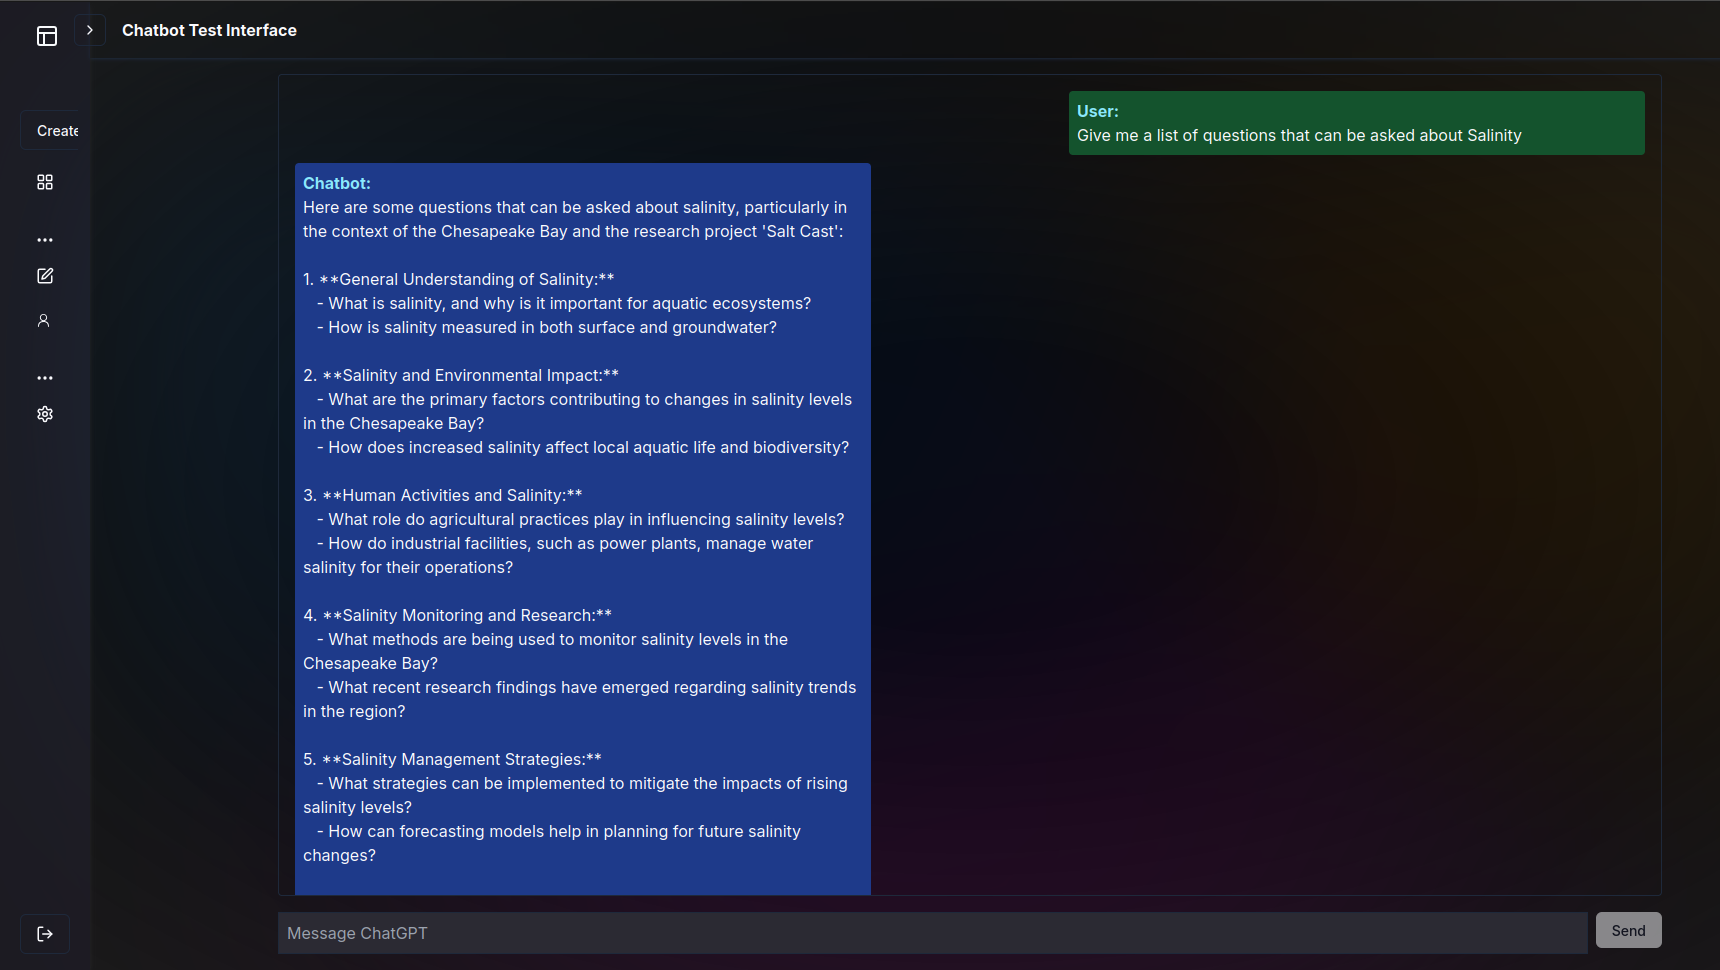 Chatbot Test Interface
Create
User:
Give me a list of questions that can be asked about Salinity
Chatbot:
Here are some questions that can be asked about salinity, particularly in
the context of the Chesapeake Bay and the research project 'Salt Cast':
1. **General Understanding of Salinity:**
- What is salinity, and why is it important for aquatic ecosystems?
- How is salinity measured in both surface and groundwater?
2. **Salinity and Environmental Impact:**
- What are the primary factors contributing to changes in salinity levels
in the Chesapeake Bay?
- How does increased salinity affect local aquatic life and biodiversity?
3. **Human Activities and Salinity:**
- What role do agricultural practices play in influencing salinity levels?
- How do industrial facilities, such as power plants, manage water
salinity for their operations?
4. **Salinity Monitoring and Research:**
- What methods are being used to monitor salinity levels in the
Chesapeake Bay?
- What recent research findings have emerged regarding salinity trends
in the region?
5. **Salinity Management Strategies:**
- What strategies can be implemented to mitigate the impacts of rising
salinity levels?
- How can forecasting models help in planning for future salinity
changes?
Message ChatGPT
Send